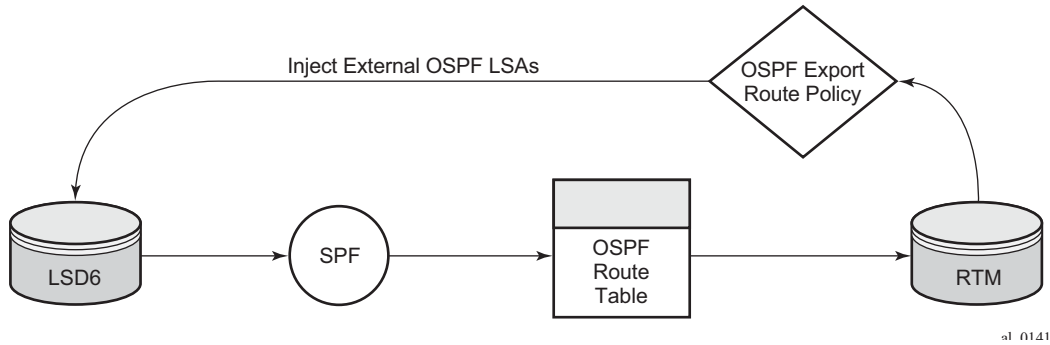 Inject External OSPF LSAs
OSPF Export
Route Policy
LSD6
SPF
OSPF
Route
Table
RTM
al_0141